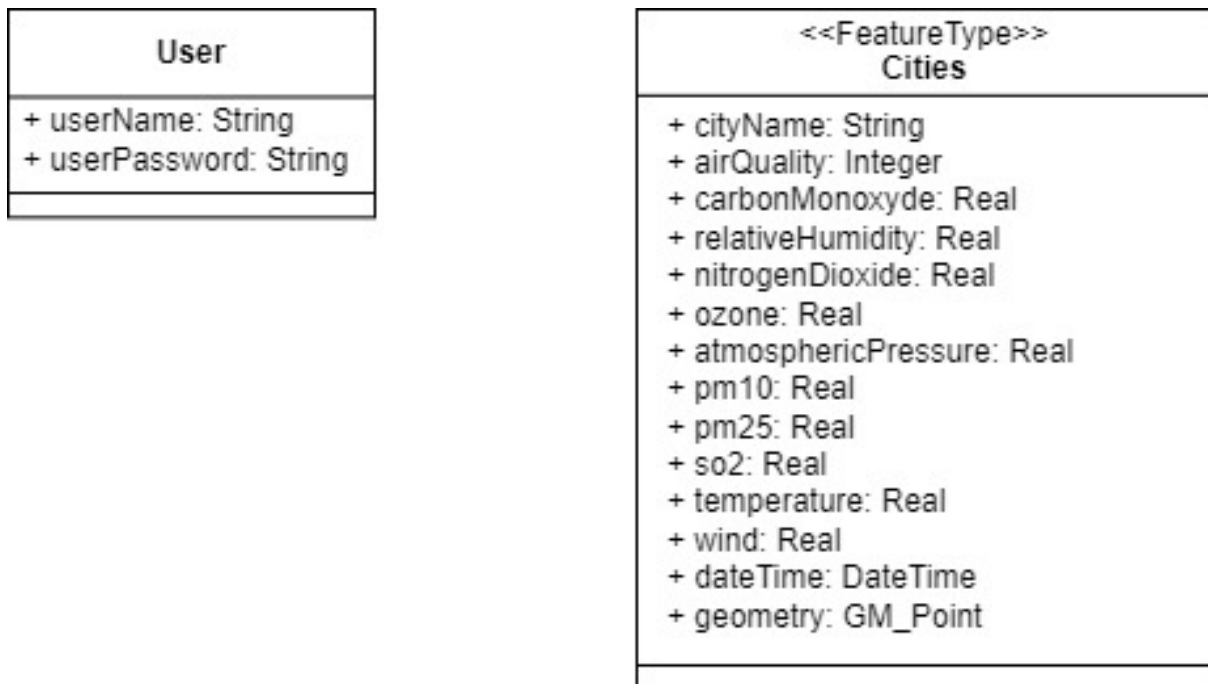 User
+ userName: String
+ userPassword: String
<<FeatureType>>
Cities
+ cityName: String
+ airQuality: Integer
+ carbonMonoxyde: Real
+ relativeHumidity: Real
+ nitrogenDioxide: Real
+ ozone: Real
+ atmosphericPressure: Real
+ pm10: Real
+ pm25: Real
+ so2: Real
+ temperature: Real
+ wind: Real
+ dateTime: DateTime
+ geometry: GM_Point